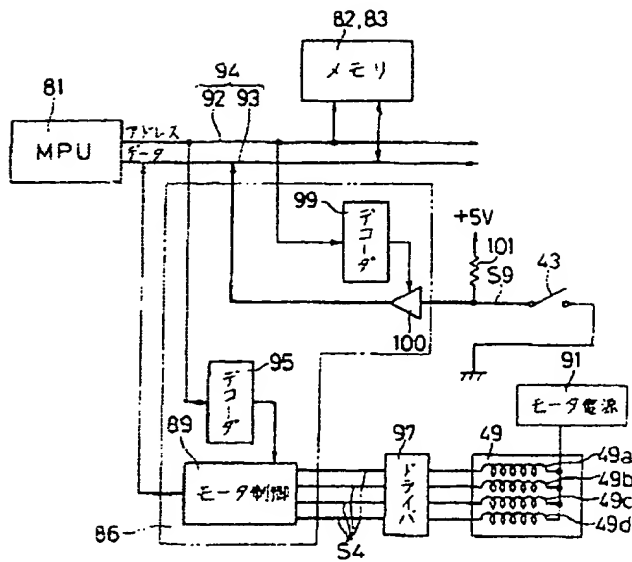 82,83
メモリ
94
92 93
81
MPU
アドレス
データ
99
デコーダ
+5V
101
S9
43
100
95
デコーダ
91
モータ電源
89
モータ制御
97
ドライバ
49
49a
49b
49c
49d
86
S4